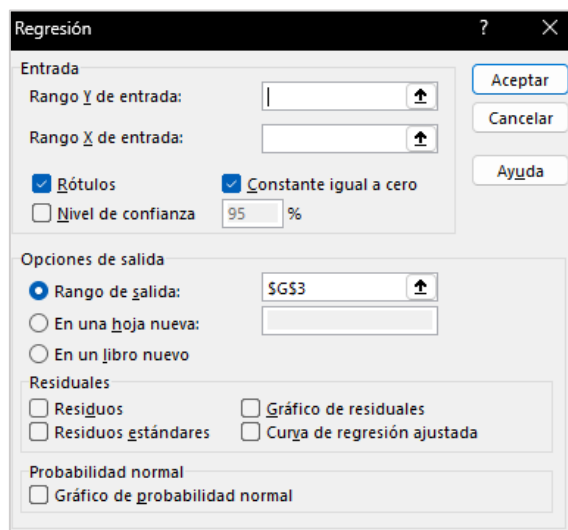 Regresión ?
Entrada
Rango Y de entrada:
Rango X de entrada:
Rótulos Constante igual a cero
Nivel de confianza 95 %
Aceptar
Cancelar
Ayuda
Opciones de salida
Rango de salida: $G$3
En una hoja nueva:
En un libro nuevo
Residuales
Residuos Gráfico de residuales
Residuos estándares Curva de regresión ajustada
Probabilidad normal
Gráfico de probabilidad normal